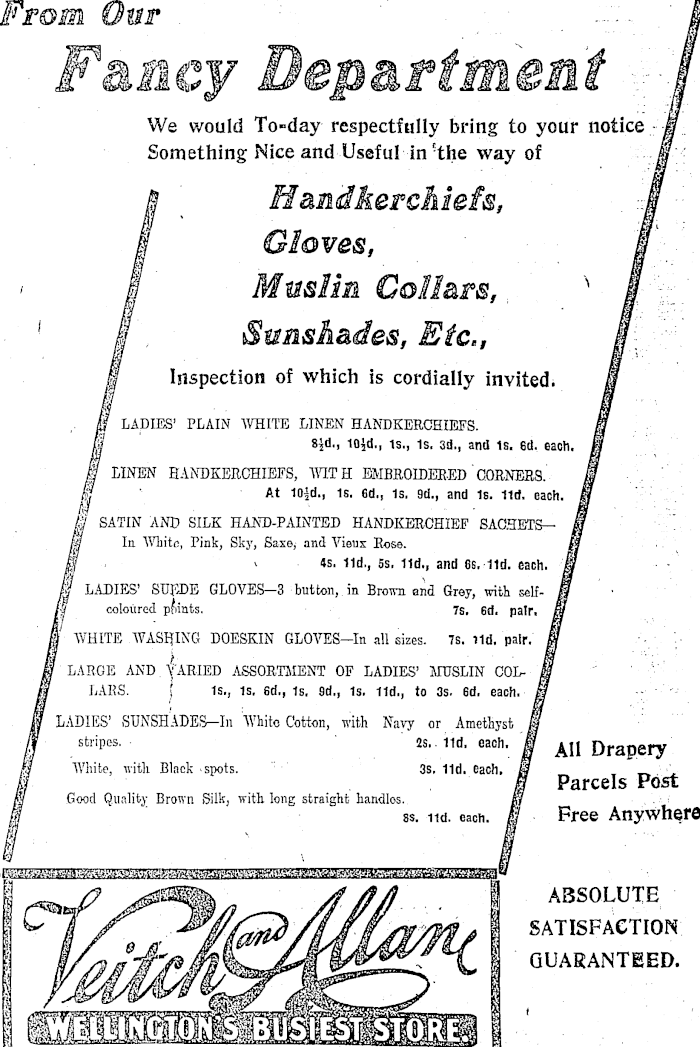 From Our
Fancy Department
We would To-day respectfully bring to your notice
Something Nice and Useful in the way of
Handkerchiefs,
Gloves,
Muslin Collars,
Sunshades, Etc.,
Inspection of which is cordially invited.
LADIES' PLAIN WHITE LINEN HANDKERCHIEFS.
8½d., 10½d., 1s., 1s. 3d., and 1s. 6d. each.
LINEN HANDKERCHIEFS, WITH EMBROIDERED CORNERS.
At 10½d., 1s. 6d., 1s. 9d., and 1s. 11d. each.
SATIN AND SILK HAND-PAINTED HANDKERCHIEF SACHETS—
In White, Pink, Sky, Saxe, and Vieux Rose.
4s. 11d., 5s. 11d., and 6s. 11d. each.
LADIES' SUEDE GLOVES—3 button, in Brown and Grey, with self-
coloured points.  7s. 6d. pair.
WHITE WASHING DOESKIN GLOVES—In all sizes.  7s. 11d. pair.
LARGE AND VARIED ASSORTMENT OF LADIES' MUSLIN COL-
LARS.  1s., 1s. 6d., 1s. 9d., 1s. 11d., to 3s. 6d. each.
LADIES' SUNSHADES—In White Cotton, with Navy or Amethyst
stripes.  2s. 11d. each.
White, with Black spots.  3s. 11d. each.
Good Quality Brown Silk, with long straight handles.
8s. 11d. each.
All Drapery
Parcels Post
Free Anywhere
Veitch and Allan
WELLINGTON'S BUSIEST STORE.
ABSOLUTE
SATISFACTION
GUARANTEED.